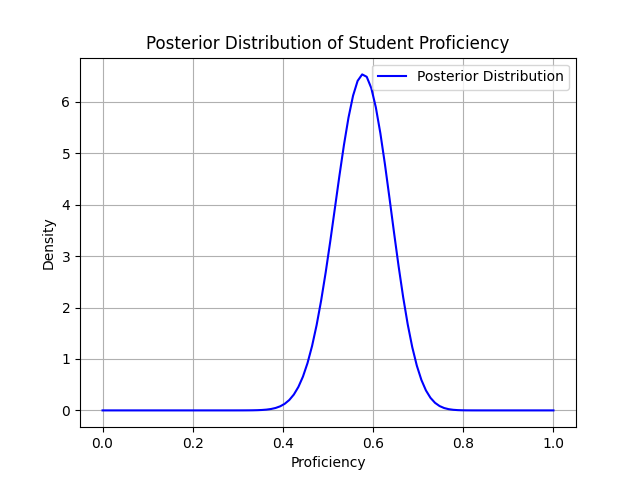 Posterior Distribution of Student Proficiency
Posterior Distribution
6
5
4
3
2
1
0
Density
0.0 0.2 0.4 0.6 0.8 1.0
Proficiency